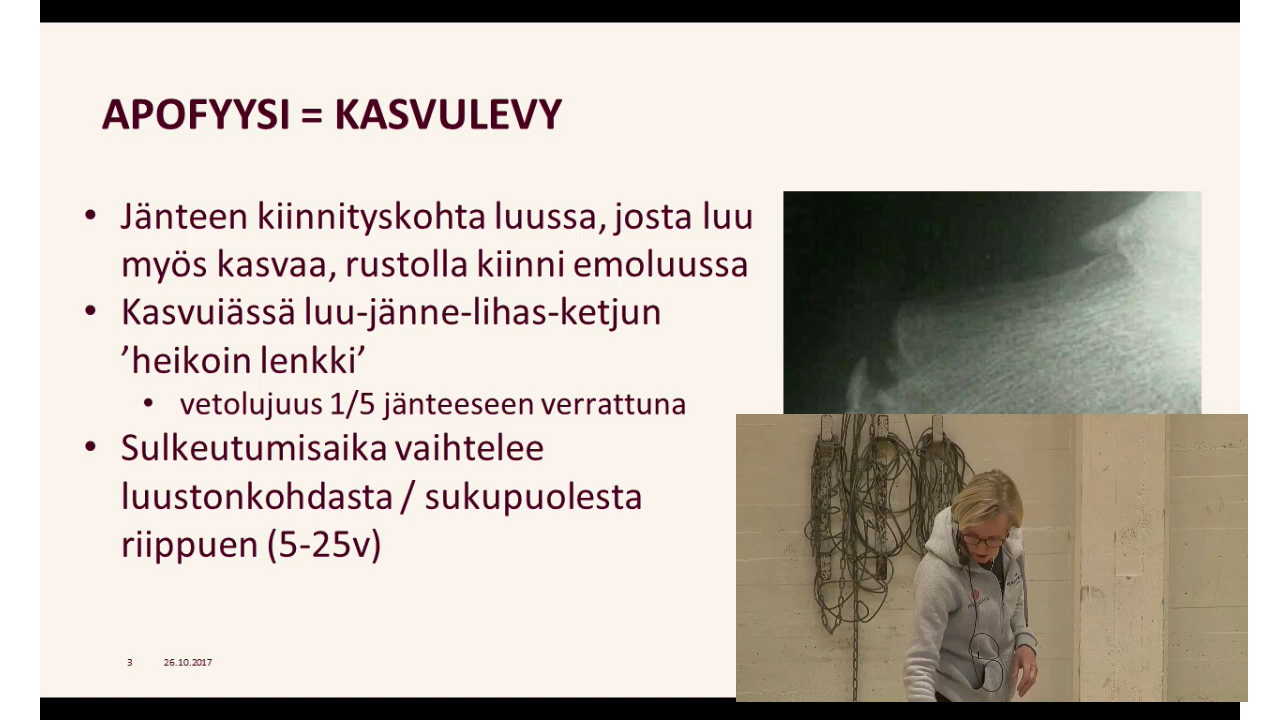 APOFYYSI = KASVULEVY
• Jänteen kiinnityskohta luussa, josta luu
myös kasvaa, rustolla kiinni emoluussa
• Kasvuiässä luu-jänne-lihas-ketjun
’heikoin lenkki’
• vetolujuus 1/5 jänteeseen verrattuna
• Sulkeutumisaika vaihtelee
luustonkohdasta / sukupuolesta
riippuen (5-25v)
3 26.10.2017